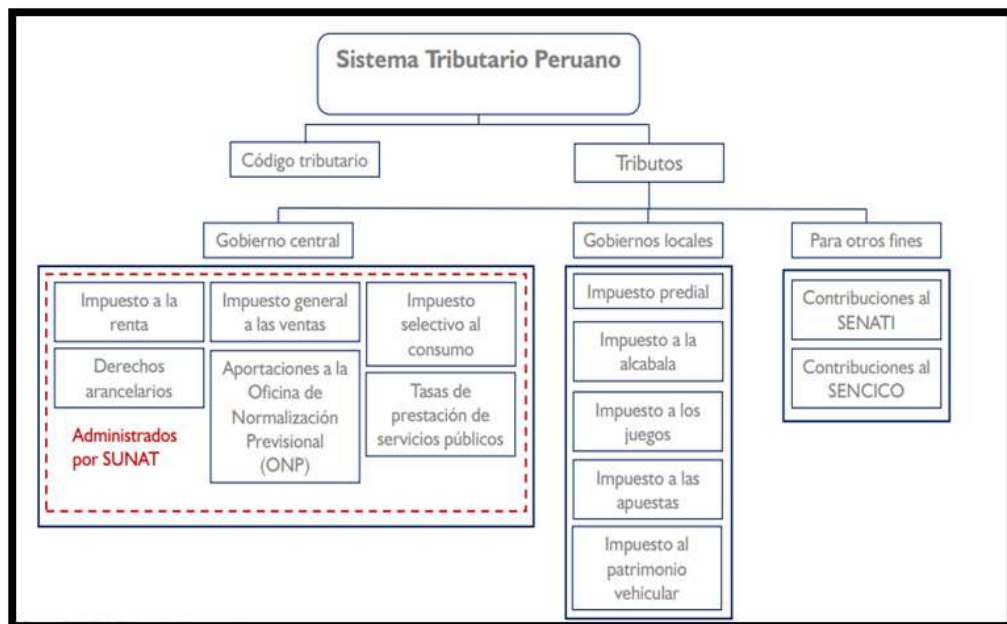 Sistema Tributario Peruano
Código tributario
Tributos
Gobierno central
Gobiernos locales
Para otros fines
Impuesto a la
renta
Impuesto general
a las ventas
Impuesto
selectivo al
consumo
Derechos
arancelarios
Aportaciones a la
Oficina de
Normalización
Previsional
(ONP)
Tasas de
prestación de
servicios públicos
Administrados
por SUNAT
Impuesto predial
Impuesto a la
alcabala
Impuesto a los
juegos
Impuesto a las
apuestas
Impuesto al
patrimonio
vehicular
Contribuciones al
SENATI
Contribuciones al
SENCICO